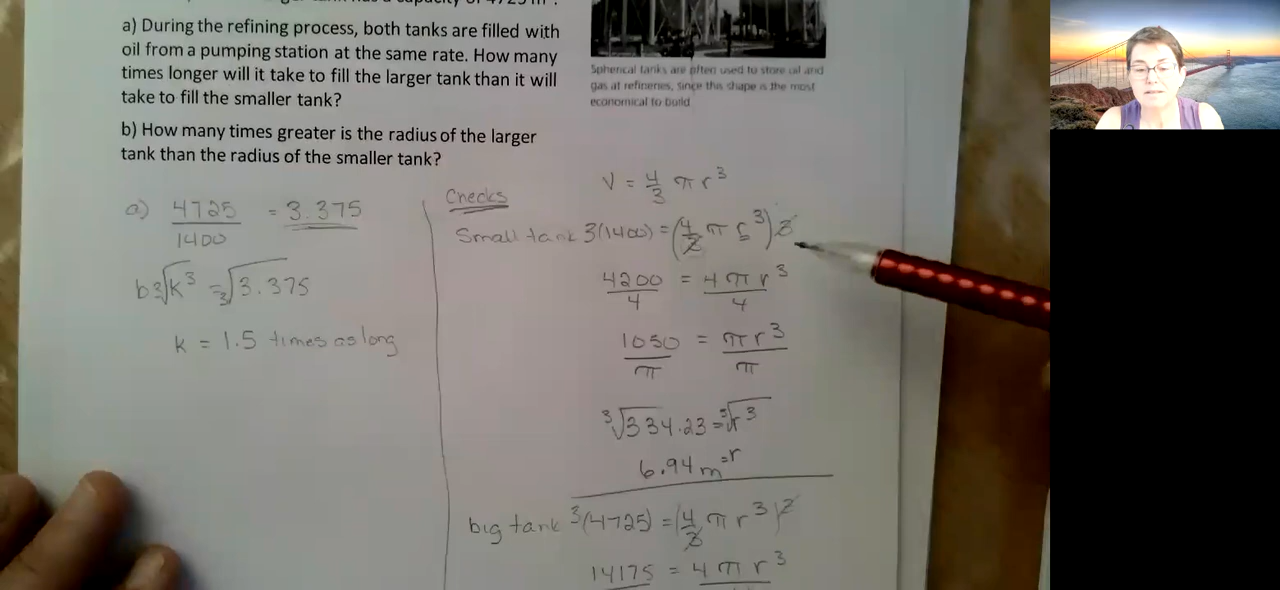 a) During the refining process, both tanks are filled with
oil from a pumping station at the same rate. How many
times longer will it take to fill the larger tank than it will
take to fill the smaller tank?
b) How many times greater is the radius of the larger
tank than the radius of the smaller tank?
Spherical tanks are often used to store oil and
gas at refineries, since this shape is the most
economical to build
a) 4725/1400 = 3.375
b ∛k³ = ∛3.375
k = 1.5 times as long
Checks
V = 4/3 π r³
Small tank 3(1400) = (4/3 π r³)3
4200/4 = 4πr³/4
1050/π = πr³/π
∛334.23 = ∛r³
6.94 m = r
big tank 3(4725) = (4/3 π r³)3
14175 = 4πr³